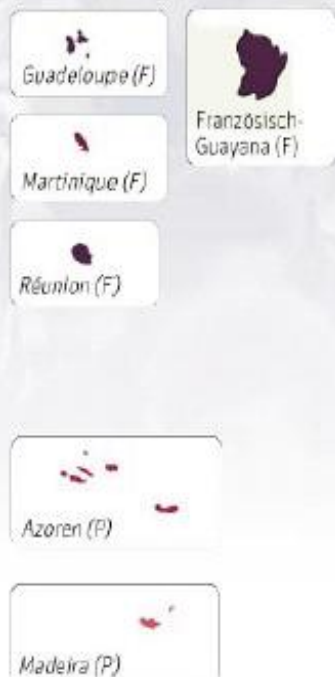 Guadeloupe (F)
Französisch-
Guayana (F)
Martinique (F)
Réunion (F)
Azoren (P)
Madeira (P)